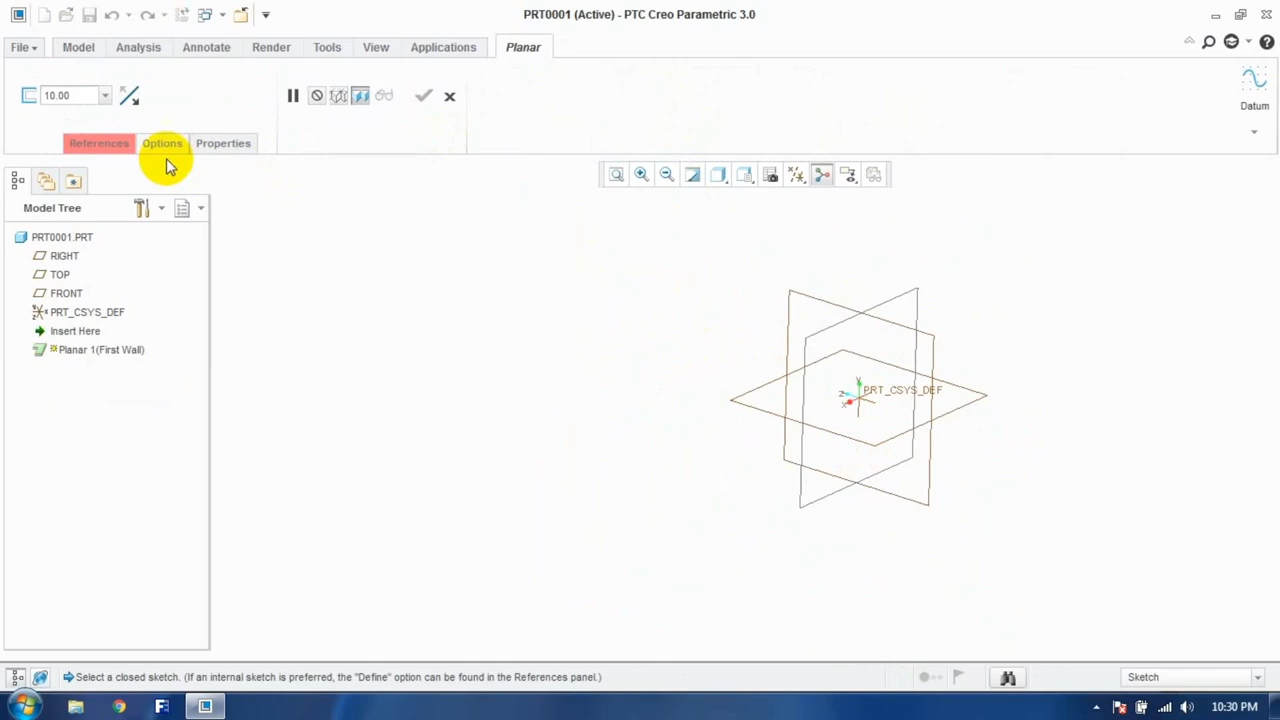 PRT0001 (Active) - PTC Creo Parametric 3.0
File Model Analysis Annotate Render Tools View Applications Planar
10.00
Datum
References Options Properties
Model Tree
PRT0001.PRT
RIGHT
TOP
FRONT
PRT_CSYS_DEF
Insert Here
Planar 1(First Wall)
y
PRT_CSYS_DEF
z
x
Select a closed sketch. (If an internal sketch is preferred, the "Define" option can be found in the References panel.)
Sketch
10:30 PM